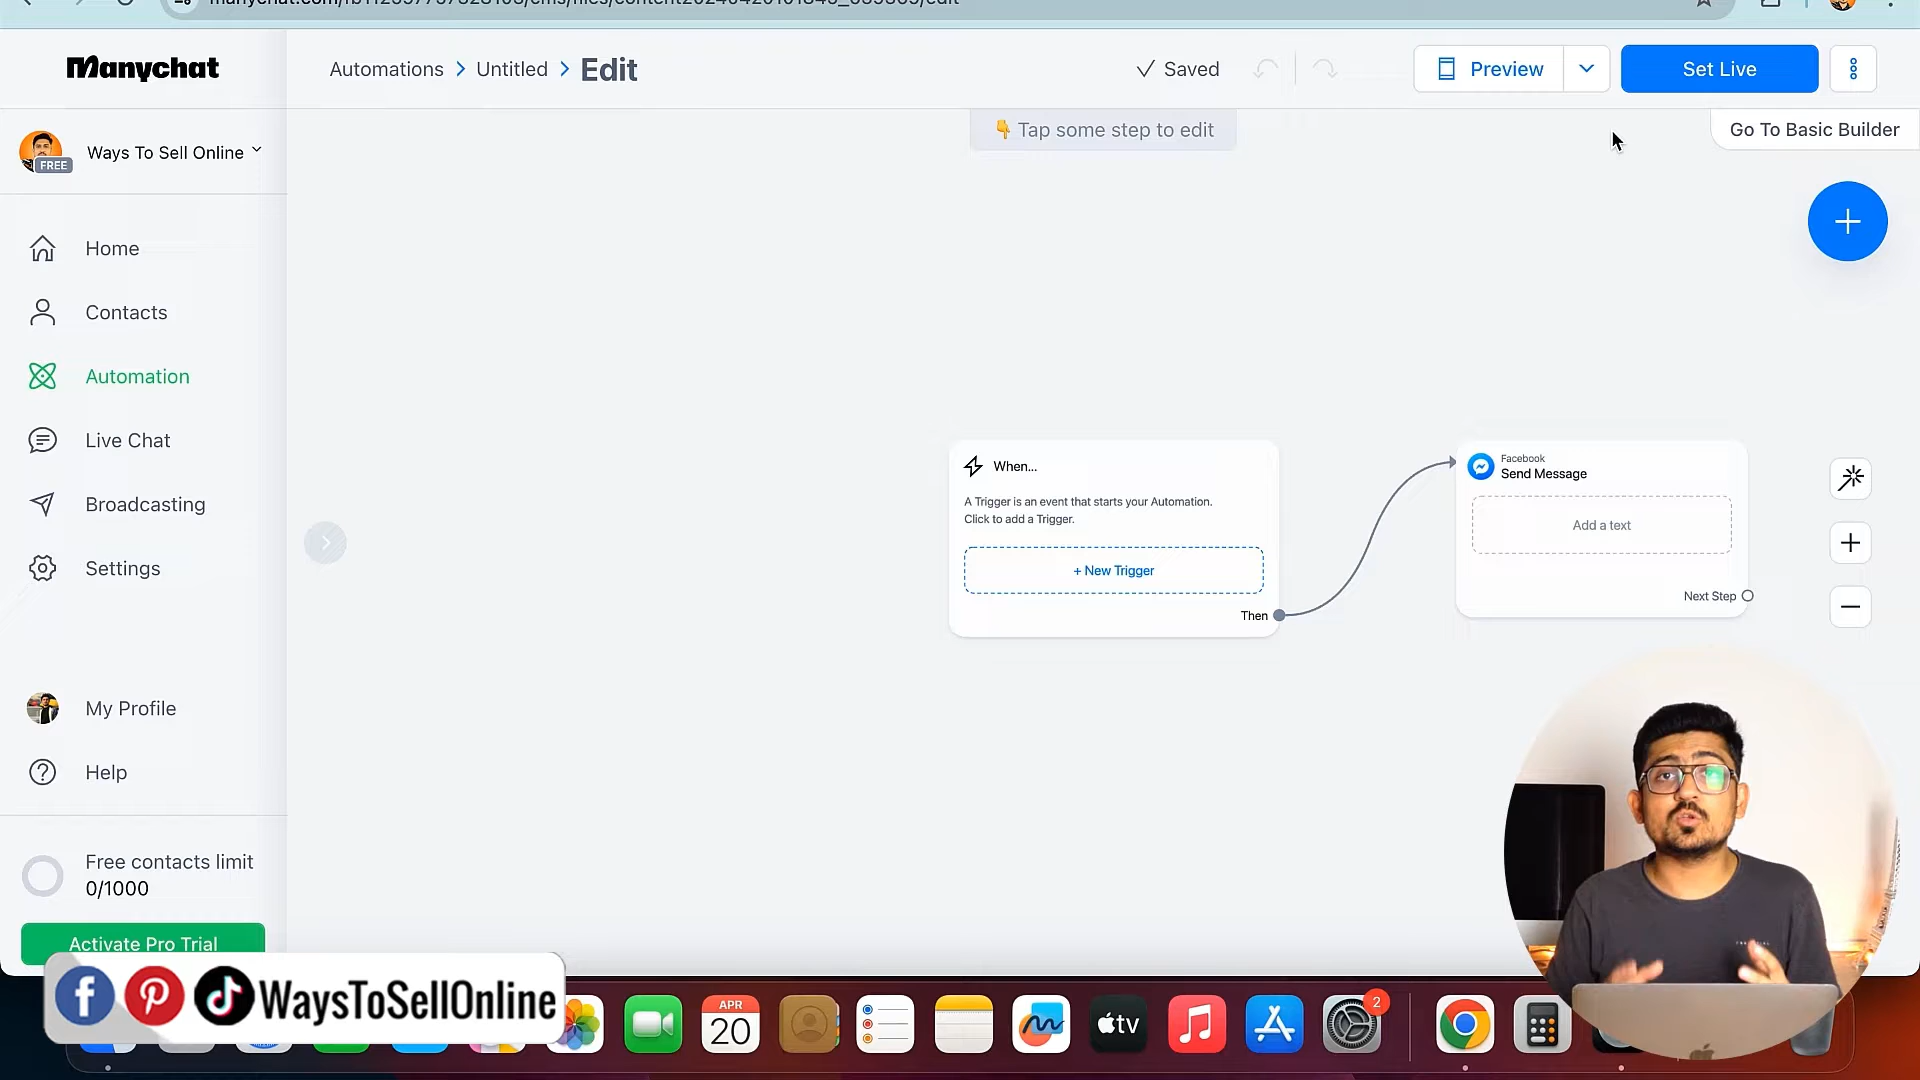 Manychat
Automations > Untitled > Edit
Saved
Preview
Set Live
Tap some step to edit
Go To Basic Builder
FREE
Ways To Sell Online
Home
Contacts
Automation
Live Chat
Broadcasting
Settings
My Profile
Help
Free contacts limit
0/1000
Activate Pro Trial
When...
A Trigger is an event that starts your Automation.
Click to add a Trigger.
+ New Trigger
Then
Facebook
Send Message
Add a text
Next Step
WaysToSellOnline
APR
20
tv
2